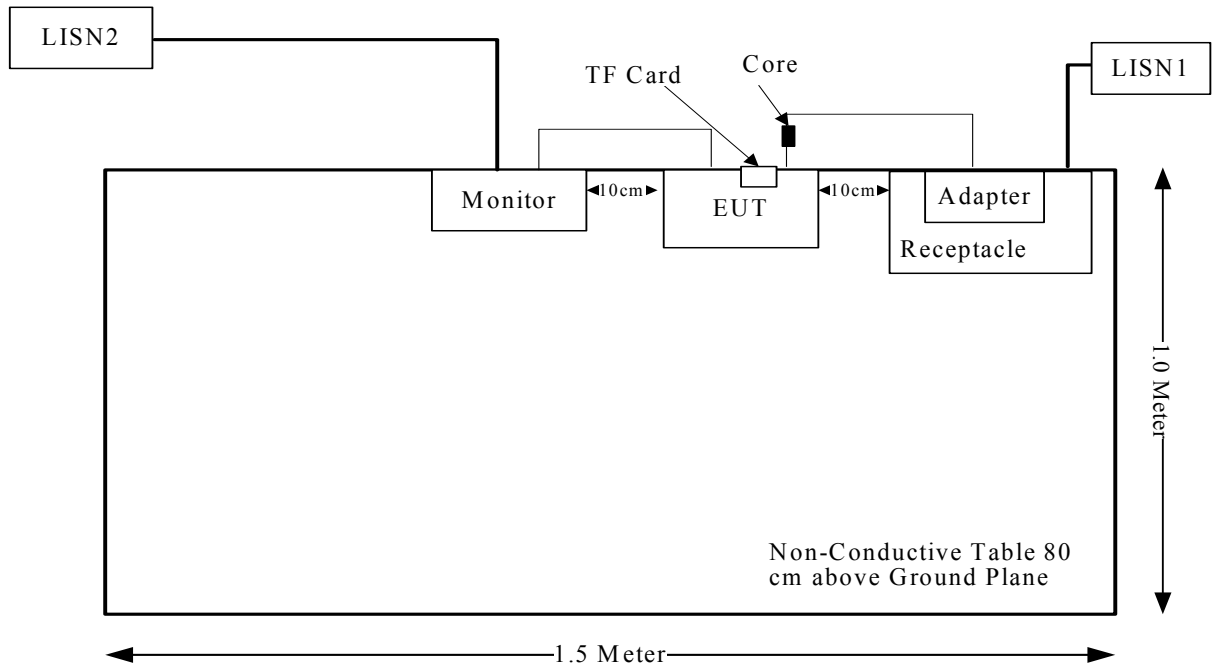 LISN2
LISN1
TF Card
Core
Monitor
10cm
EUT
10cm
Adapter
Receptacle
1.0 Meter
Non-Conductive Table 80
cm above Ground Plane
1.5 Meter